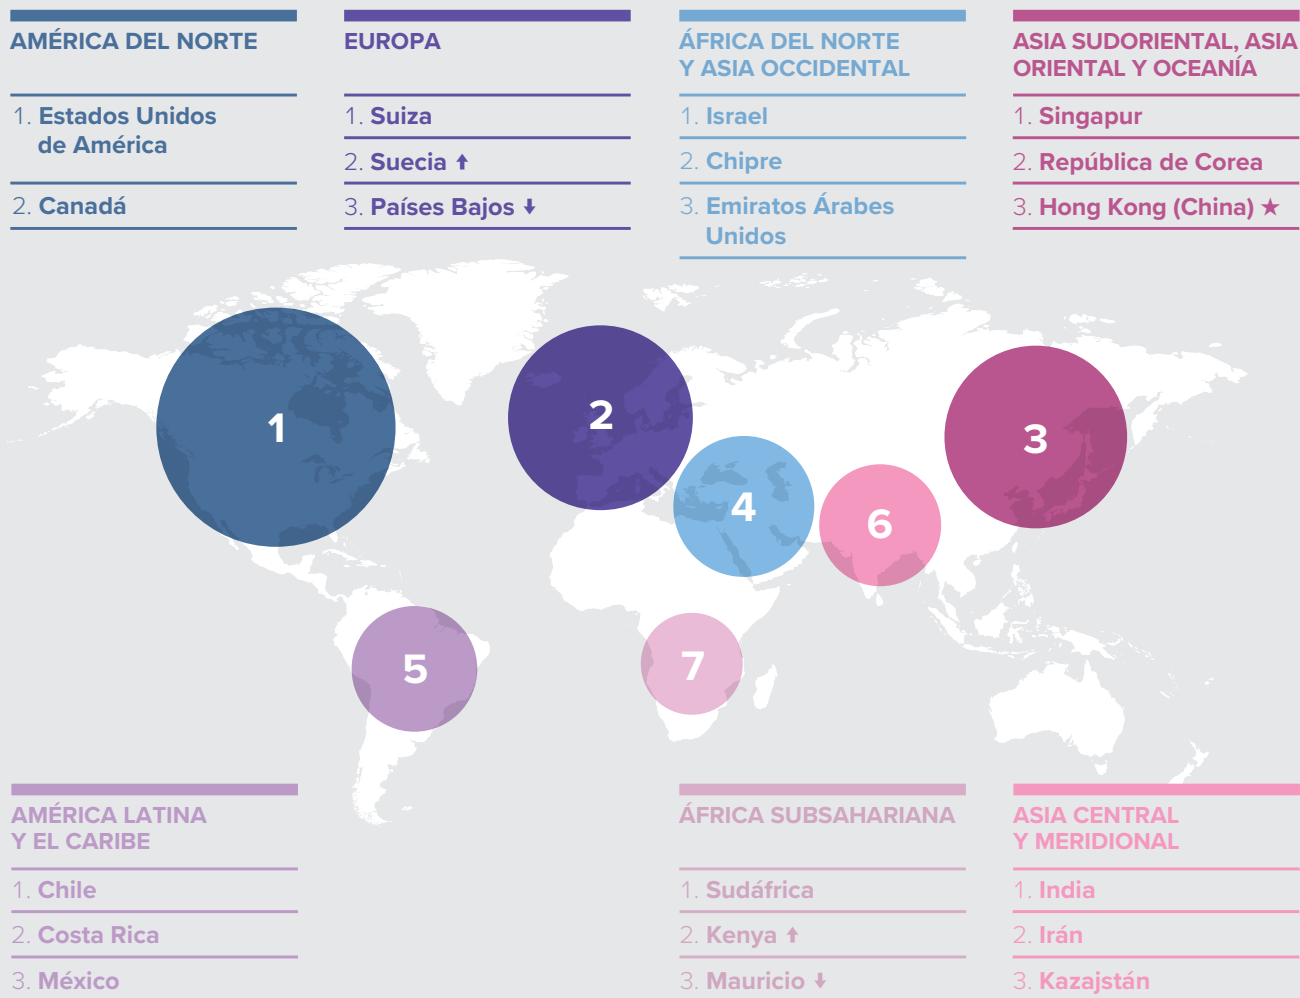 AMÉRICA DEL NORTE
1. Estados Unidos
de América
2. Canadá
EUROPA
1. Suiza
2. Suecia ↑
3. Países Bajos ↓
ÁFRICA DEL NORTE
Y ASIA OCCIDENTAL
1. Israel
2. Chipre
3. Emiratos Árabes
Unidos
ASIA SUDORIENTAL, ASIA
ORIENTAL Y OCEANÍA
1. Singapur
2. República de Corea
3. Hong Kong (China) ★
1
2
3
4
6
5
7
AMÉRICA LATINA
Y EL CARIBE
1. Chile
2. Costa Rica
3. México
ÁFRICA SUBSAHARIANA
1. Sudáfrica
2. Kenya ↑
3. Mauricio ↓
ASIA CENTRAL
Y MERIDIONAL
1. India
2. Irán
3. Kazajstán